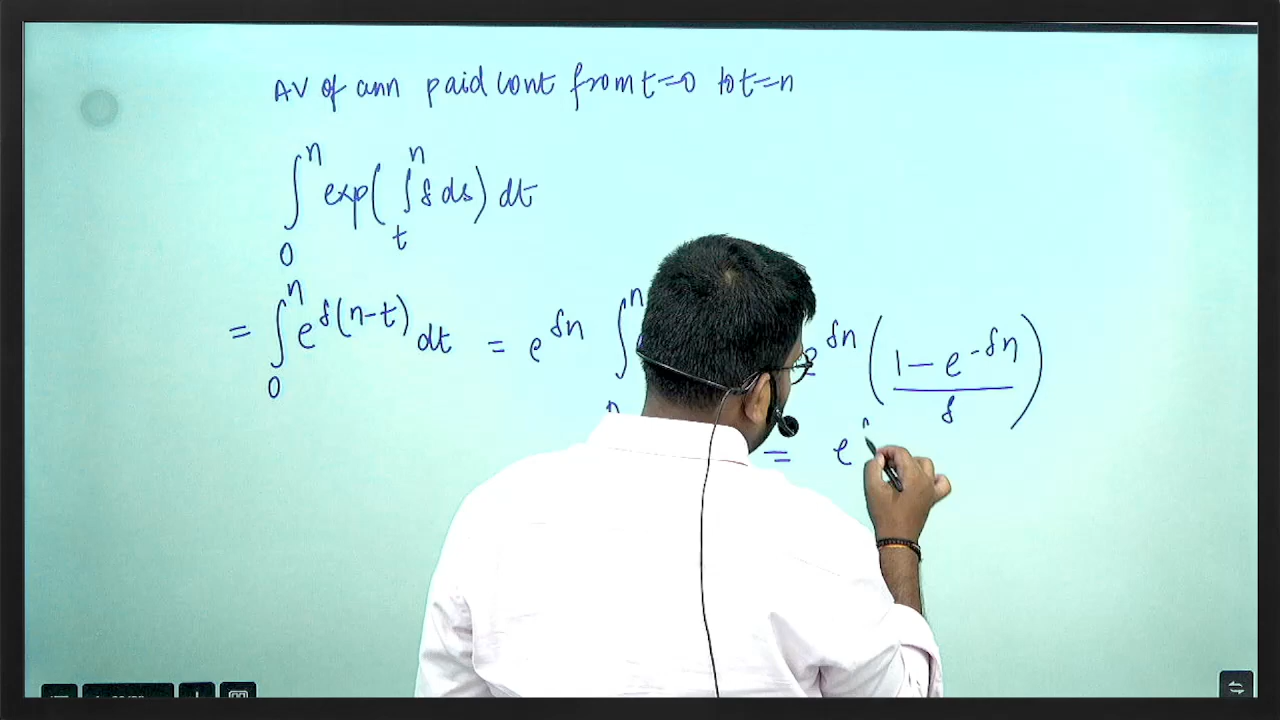 AV of ann paid cont from t=0 to t=n
∫₀ⁿ exp( ∫ₜⁿ δ ds) dt
= ∫₀ⁿ e^δ(n-t) dt = e^δn ∫ⁿ e^δn ( (1 - e^-δn) / δ )
= e